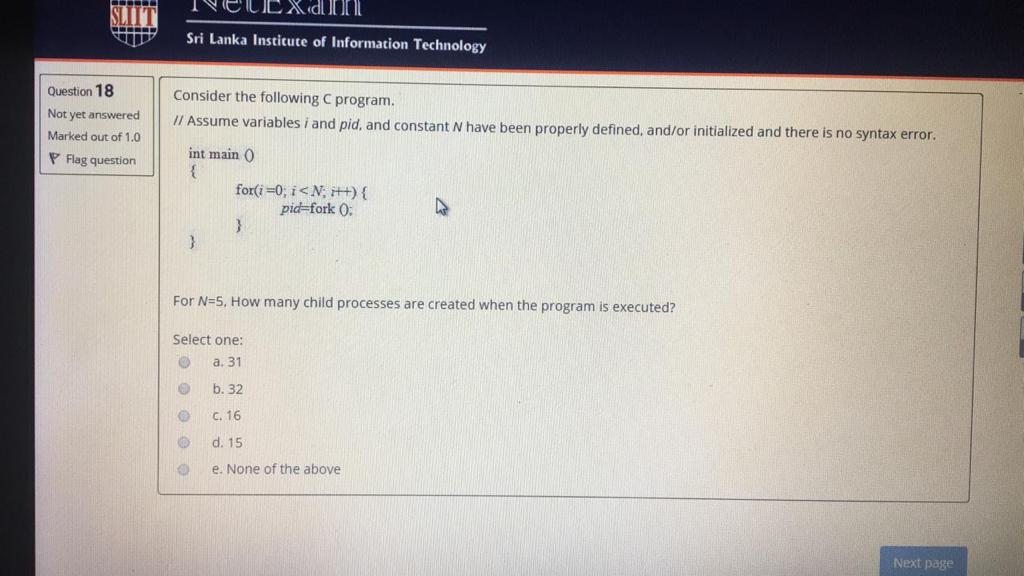 SLIIT
NetExam
Sri Lanka Institute of Information Technology
Question 18
Not yet answered
Marked out of 1.0
Flag question
Consider the following C program.
// Assume variables i and pid, and constant N have been properly defined, and/or initialized and there is no syntax error.
int main ()
{
for(i =0; i < N; i++) {
pid=fork ();
}
}
For N=5, How many child processes are created when the program is executed?
Select one:
a. 31
b. 32
c. 16
d. 15
e. None of the above
Next page